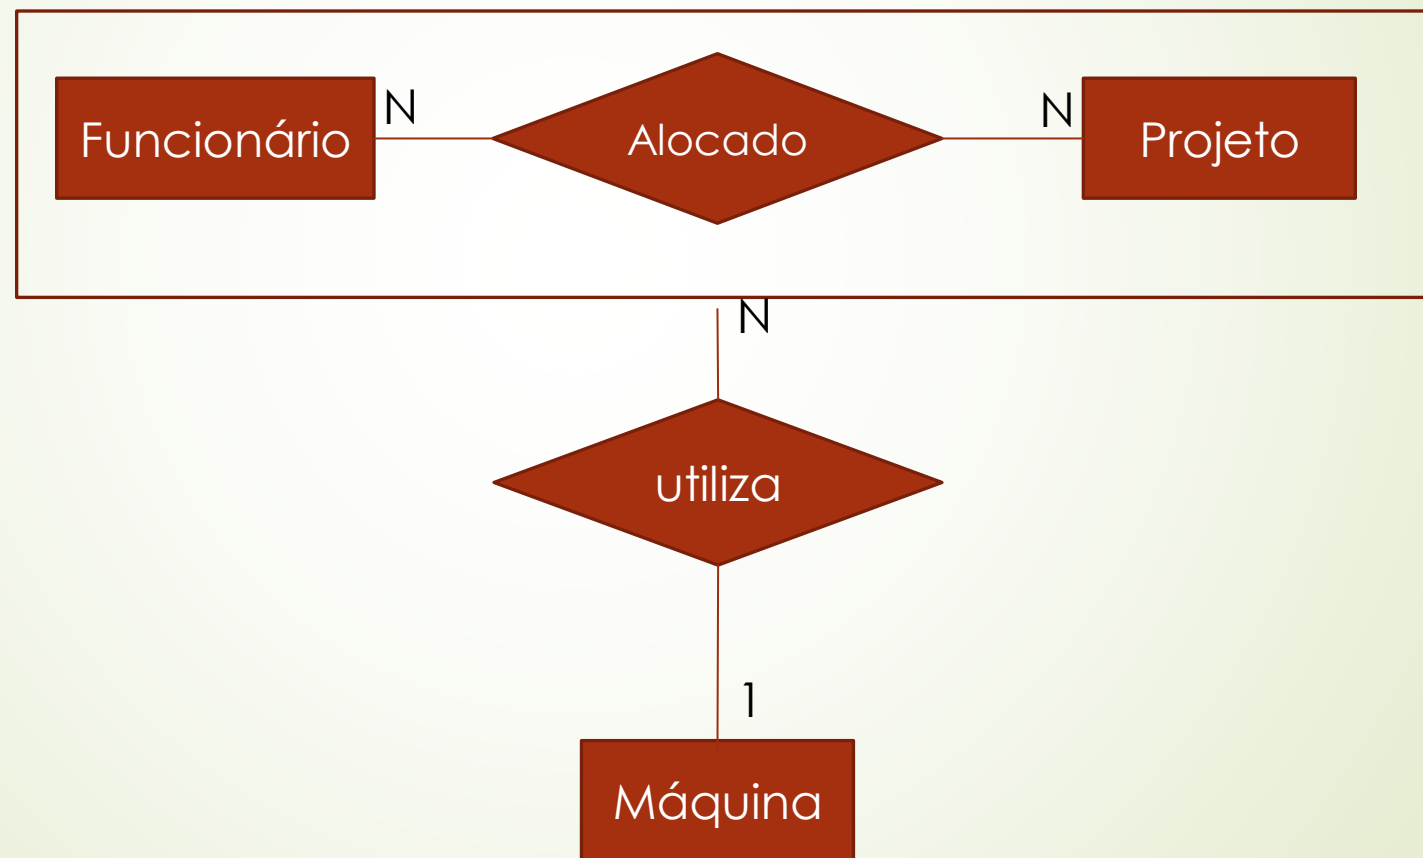 Funcionário
N
Alocado
N
Projeto
N
utiliza
1
Máquina